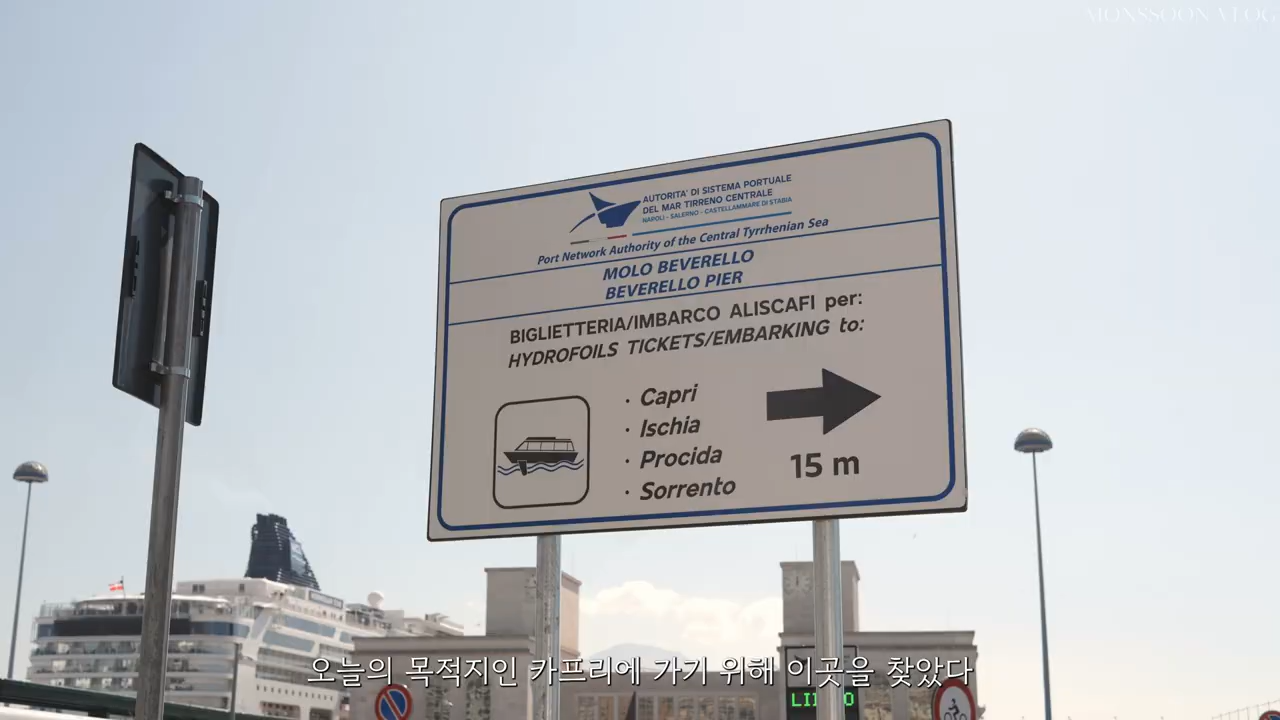 MONSSOON VLOG
AUTORITA' DI SISTEMA PORTUALE
DEL MAR TIRRENO CENTRALE
NAPOLI - SALERNO - CASTELLAMMARE DI STABIA
Port Network Authority of the Central Tyrrhenian Sea
MOLO BEVERELLO
BEVERELLO PIER
BIGLIETTERIA/IMBARCO ALISCAFI per:
HYDROFOILS TICKETS/EMBARKING to:
· Capri
· Ischia
· Procida
· Sorrento
15 m
오늘의 목적지인 카프리에 가기 위해 이곳을 찾았다